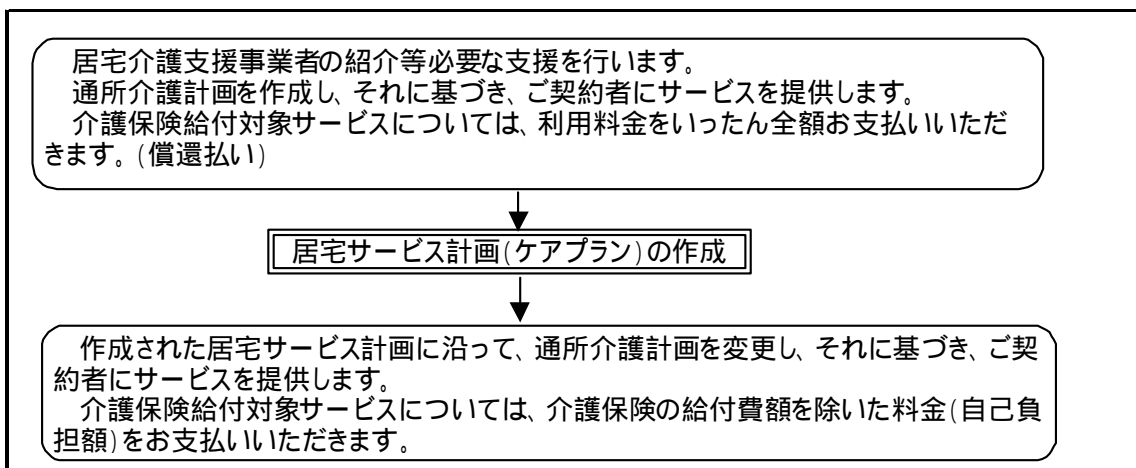 居宅介護支援事業者の紹介等必要な支援を行います。
通所介護計画を作成し、それに基づき、ご契約者にサービスを提供します。
介護保険給付対象サービスについては、利用料金をいったん全額お支払いいただ
きます。(償還払い)
居宅サービス計画(ケアプラン)の作成
作成された居宅サービス計画に沿って、通所介護計画を変更し、それに基づき、ご契
約者にサービスを提供します。
介護保険給付対象サービスについては、介護保険の給付費額を除いた料金(自己負
担額)をお支払いいただきます。